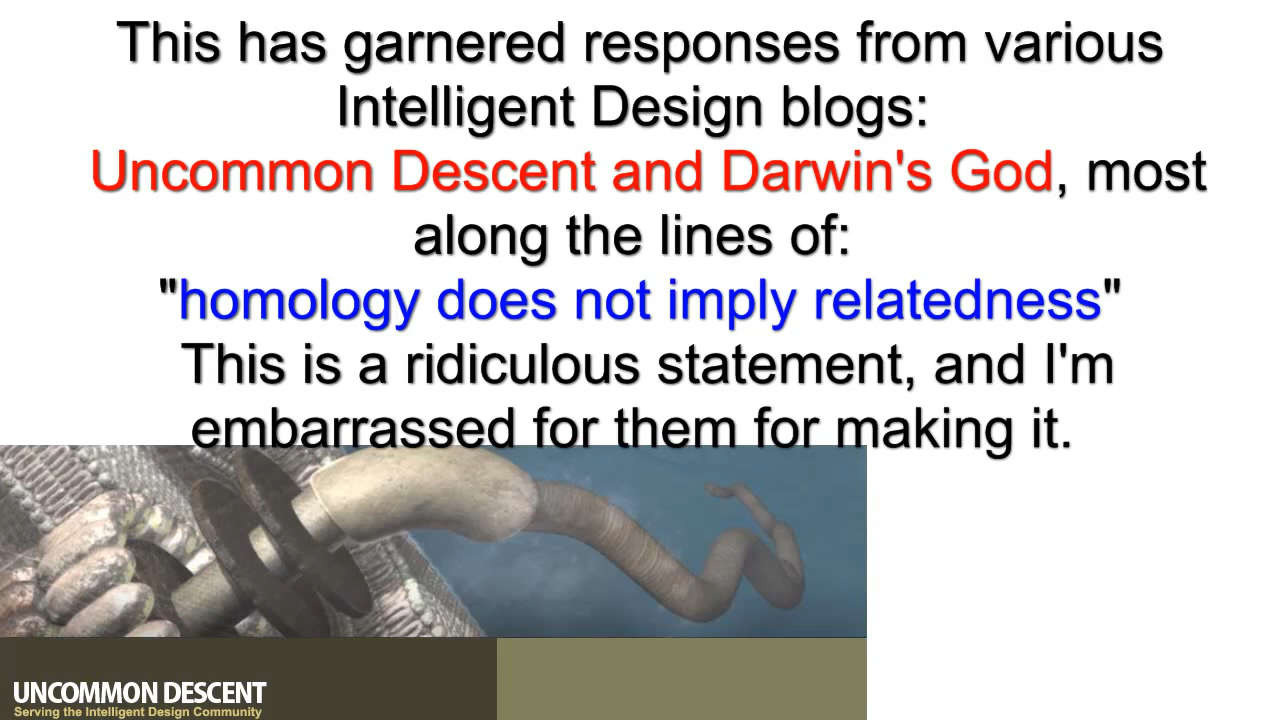 This has garnered responses from various
Intelligent Design blogs:
Uncommon Descent and Darwin's God, most
along the lines of:
"homology does not imply relatedness"
This is a ridiculous statement, and I'm
embarrassed for them for making it.
UNCOMMON DESCENT
Serving the Intelligent Design Community